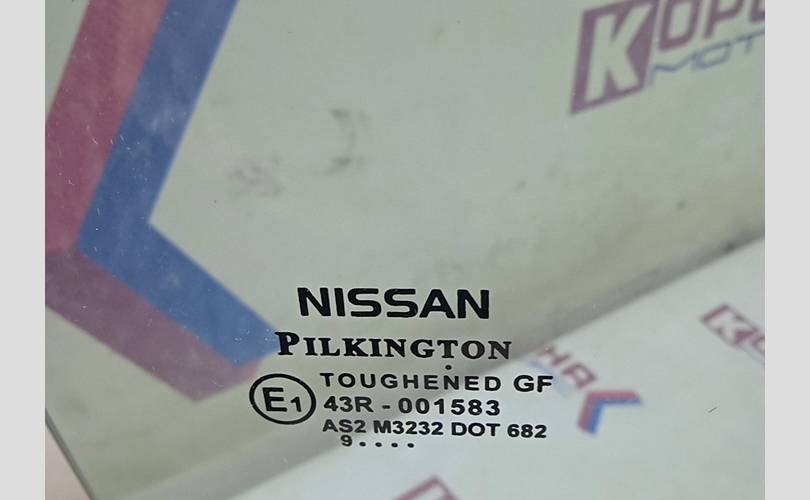 NISSAN
PILKINGTON
TOUGHENED GF
E1
43R - 001583
AS2 M3232 DOT 682
9 . . . .